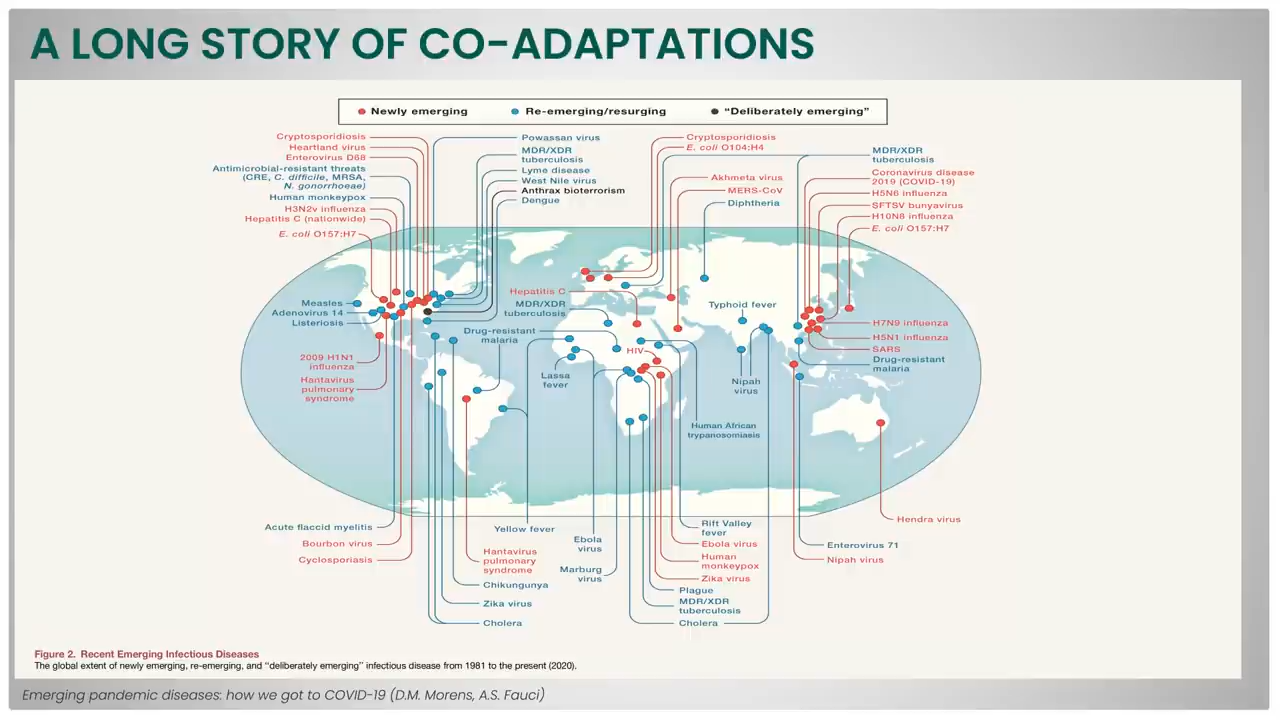 A LONG STORY OF CO-ADAPTATIONS
Newly emerging
Re-emerging/resurging
“Deliberately emerging”
Cryptosporidiosis
Heartland virus
Enterovirus D68
Antimicrobial-resistant threats
(CRE, C. difficile, MRSA,
N. gonorrhoeae)
Human monkeypox
H3N2v influenza
Hepatitis C (nationwide)
E. coli O157:H7
Powassan virus
MDR/XDR
tuberculosis
Lyme disease
West Nile virus
Anthrax bioterrorism
Dengue
Cryptosporidiosis
E. coli O104:H4
Akhmeta virus
MERS-CoV
Diphtheria
MDR/XDR
tuberculosis
Coronavirus disease
2019 (COVID-19)
H5N6 influenza
SFTSV bunyavirus
H10N8 influenza
E. coli O157:H7
Measles
Adenovirus 14
Listeriosis
2009 H1N1
influenza
Hantavirus
pulmonary
syndrome
Hepatitis C
MDR/XDR
tuberculosis
Drug-resistant
malaria
Lassa
fever
HIV
Typhoid fever
Nipah
virus
Human African
trypanosomiasis
H7N9 influenza
H5N1 influenza
SARS
Drug-resistant
malaria
Hendra virus
Acute flaccid myelitis
Bourbon virus
Cyclosporiasis
Yellow fever
Hantavirus
pulmonary
syndrome
Chikungunya
Zika virus
Cholera
Ebola
virus
Marburg
virus
Rift Valley
fever
Ebola virus
Human
monkeypox
Zika virus
Plague
MDR/XDR
tuberculosis
Cholera
Enterovirus 71
Nipah virus
Figure 2. Recent Emerging Infectious Diseases
The global extent of newly emerging, re-emerging, and “deliberately emerging” infectious disease from 1981 to the present (2020).
Emerging pandemic diseases: how we got to COVID-19 (D.M. Morens, A.S. Fauci)